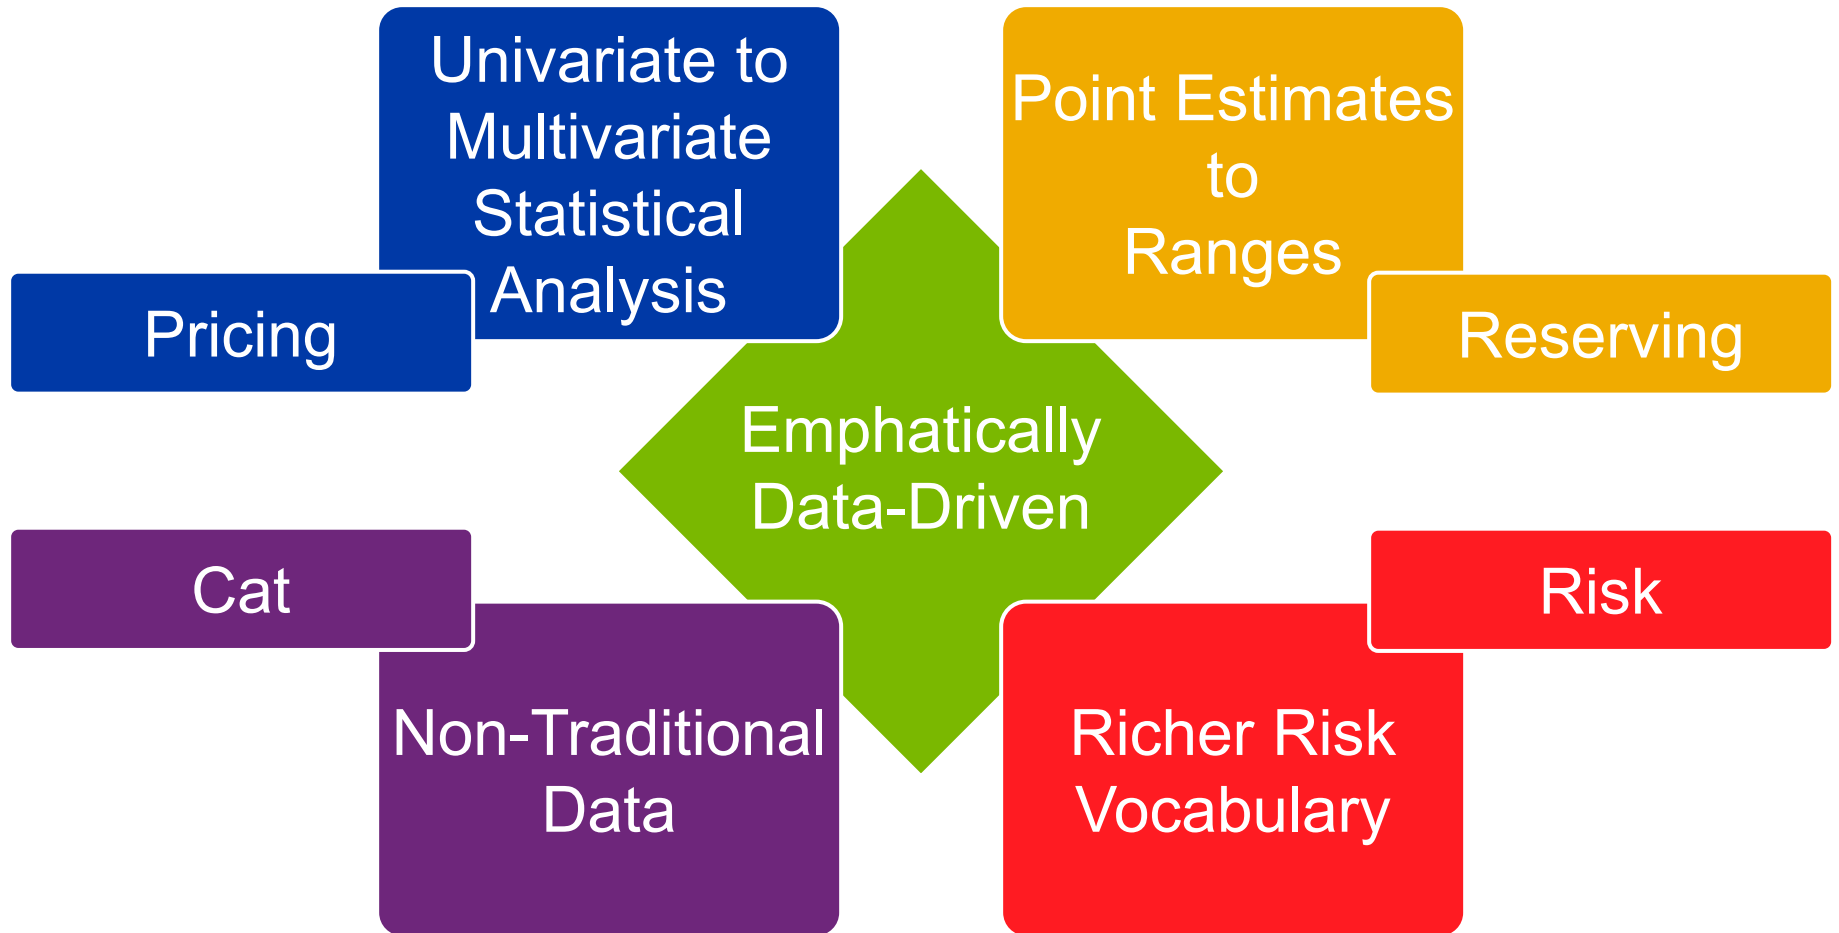 Univariate to
Multivariate
Statistical
Analysis
Pricing
Point Estimates
to
Ranges
Reserving
Emphatically
Data-Driven
Cat
Non-Traditional
Data
Risk
Richer Risk
Vocabulary